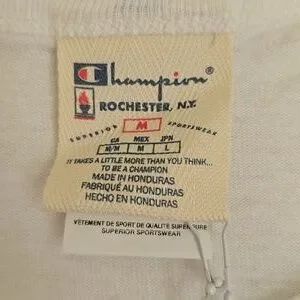 Champion®
ROCHESTER, N.Y.
SUPERIOR M SPORTSWEAR
CA MEX JPN
M/M M L
IT TAKES A LITTLE MORE THAN YOU THINK...
TO BE A CHAMPION
MADE IN HONDURAS
FABRIQUÉ AU HONDURAS
HECHO EN HONDURAS
VÊTEMENT DE SPORT DE QUALITÉ SUPÉRIEURE
SUPERIOR SPORTSWEAR